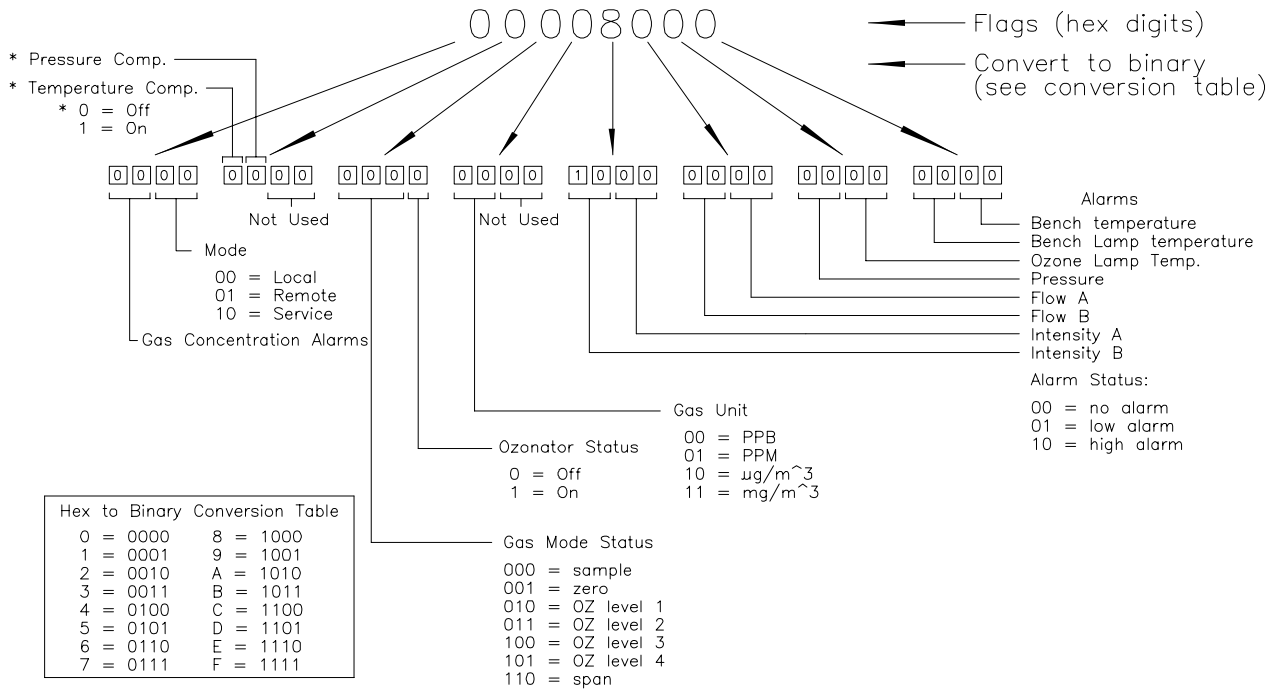 00008000
Flags (hex digits)
Convert to binary
(see conversion table)
* Pressure Comp.
* Temperature Comp.
* 0 = Off
1 = On
0 0 0 0 0 0 0 0 0 0 0 0 0 0 0 0 1 0 0 0 0 0 0 0 0 0 0 0 0 0 0 0
Not Used
Not Used
Mode
00 = Local
01 = Remote
10 = Service
Gas Concentration Alarms
Alarms
Bench temperature
Bench Lamp temperature
Ozone Lamp Temp.
Pressure
Flow A
Flow B
Intensity A
Intensity B
Alarm Status:
00 = no alarm
01 = low alarm
10 = high alarm
Gas Unit
00 = PPB
01 = PPM
10 = µg/m^3
11 = mg/m^3
Ozonator Status
0 = Off
1 = On
Gas Mode Status
000 = sample
001 = zero
010 = OZ level 1
011 = OZ level 2
100 = OZ level 3
101 = OZ level 4
110 = span
Hex to Binary Conversion Table
0 = 0000 8 = 1000
1 = 0001 9 = 1001
2 = 0010 A = 1010
3 = 0011 B = 1011
4 = 0100 C = 1100
5 = 0101 D = 1101
6 = 0110 E = 1110
7 = 0111 F = 1111